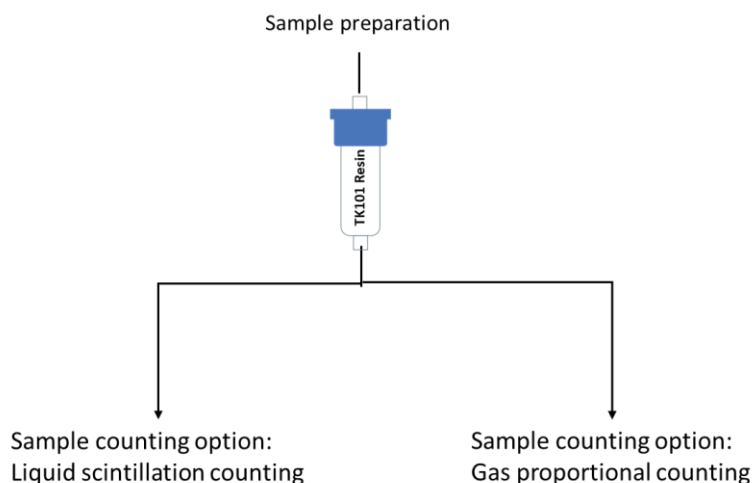 Sample preparation
TK101 Resin
Sample counting option:
Liquid scintillation counting
Sample counting option:
Gas proportional counting